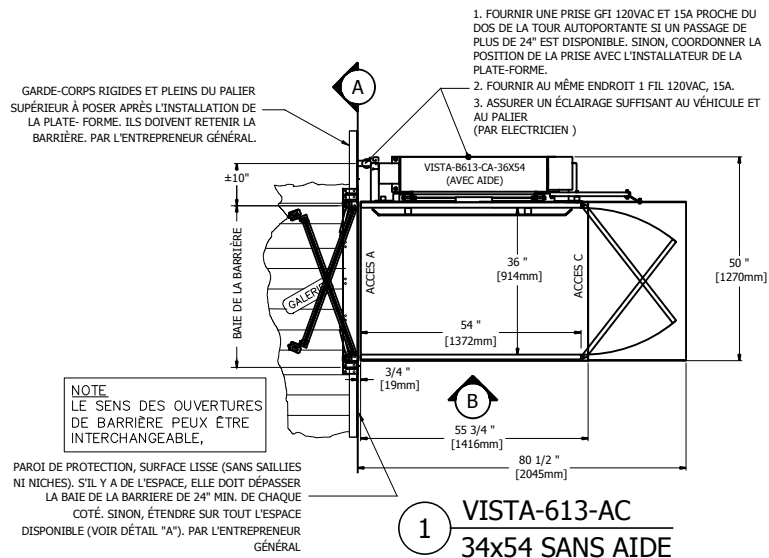 1. FOURNIR UNE PRISE GFI 120VAC ET 15A PROCHE DU
DOS DE LA TOUR AUTOPORTANTE SI UN PASSAGE DE
PLUS DE 24" EST DISPONIBLE. SINON, COORDONNER LA
POSITION DE LA PRISE AVEC L'INSTALLATEUR DE LA
PLATE-FORME.
2. FOURNIR AU MÊME ENDROIT 1 FIL 120VAC, 15A.
3. ASSURER UN ÉCLAIRAGE SUFFISANT AU VÉHICULE ET
AU PALIER
(PAR ELECTRICIEN )
GARDE-CORPS RIGIDES ET PLEINS DU PALIER
SUPÉRIEUR À POSER APRÈS L'INSTALLATION DE
LA PLATE- FORME. ILS DOIVENT RETENIR LA
BARRIÈRE. PAR L'ENTREPRENEUR GÉNÉRAL.
A
VISTA-B613-CA-36X54
(AVEC AIDE)
±10"
BAIE DE LA BARRIÈRE
GALERIE
ACCES A
36 "
[914mm]
ACCES C
50 "
[1270mm]
54 "
[1372mm]
3/4 "
[19mm]
B
55 3/4 "
[1416mm]
80 1/2 "
[2045mm]
NOTE
LE SENS DES OUVERTURES
DE BARRIÈRE PEUX ÊTRE
INTERCHANGEABLE,
PAROI DE PROTECTION, SURFACE LISSE (SANS SAILLIES
NI NICHES). S'IL Y A DE L'ESPACE, ELLE DOIT DÉPASSER
LA BAIE DE LA BARRIERE DE 24" MIN. DE CHAQUE
COTÉ. SINON, ÉTENDRE SUR TOUT L'ESPACE
DISPONIBLE (VOIR DÉTAIL "A"). PAR L'ENTREPRENEUR
GÉNÉRAL
1
VISTA-613-AC
34x54 SANS AIDE